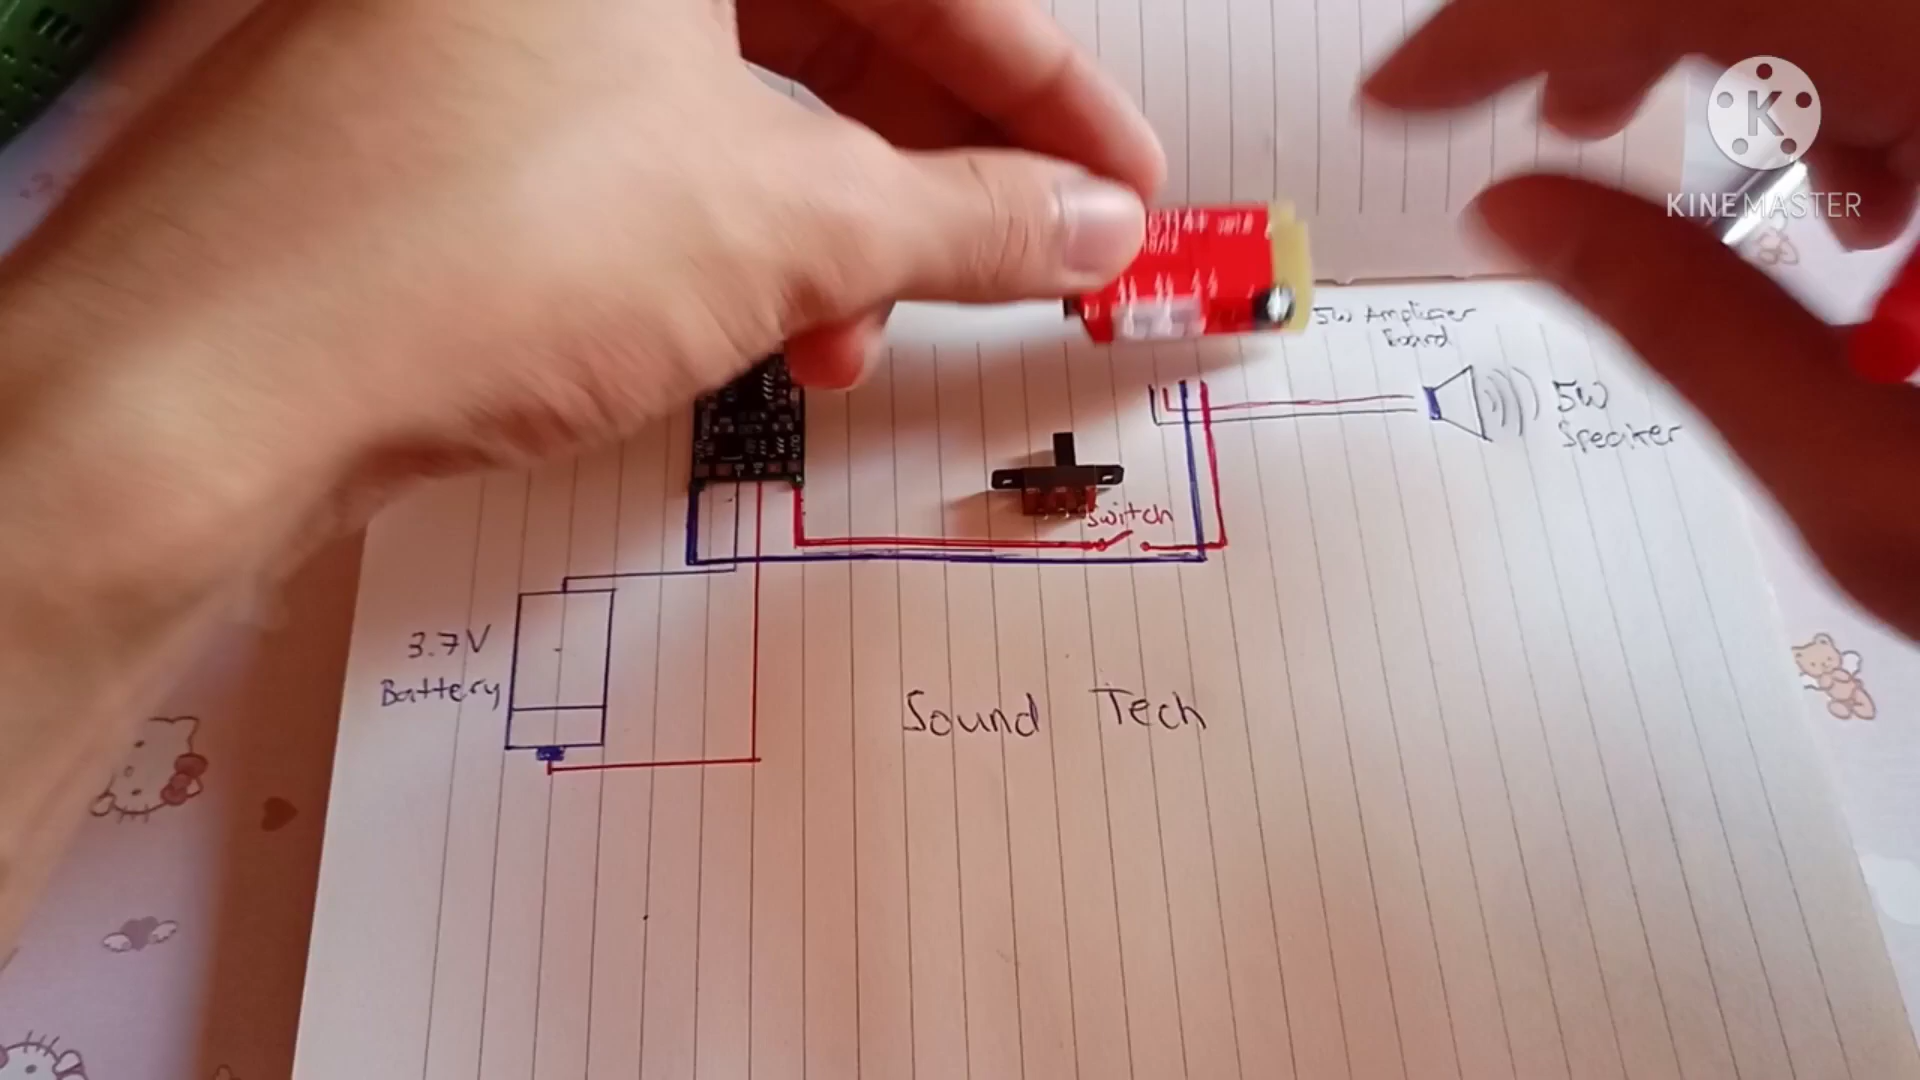 K
KINEMASTER
5W Amplifier
Board
5W
Speaker
Switch
3.7V
Battery
Sound Tech